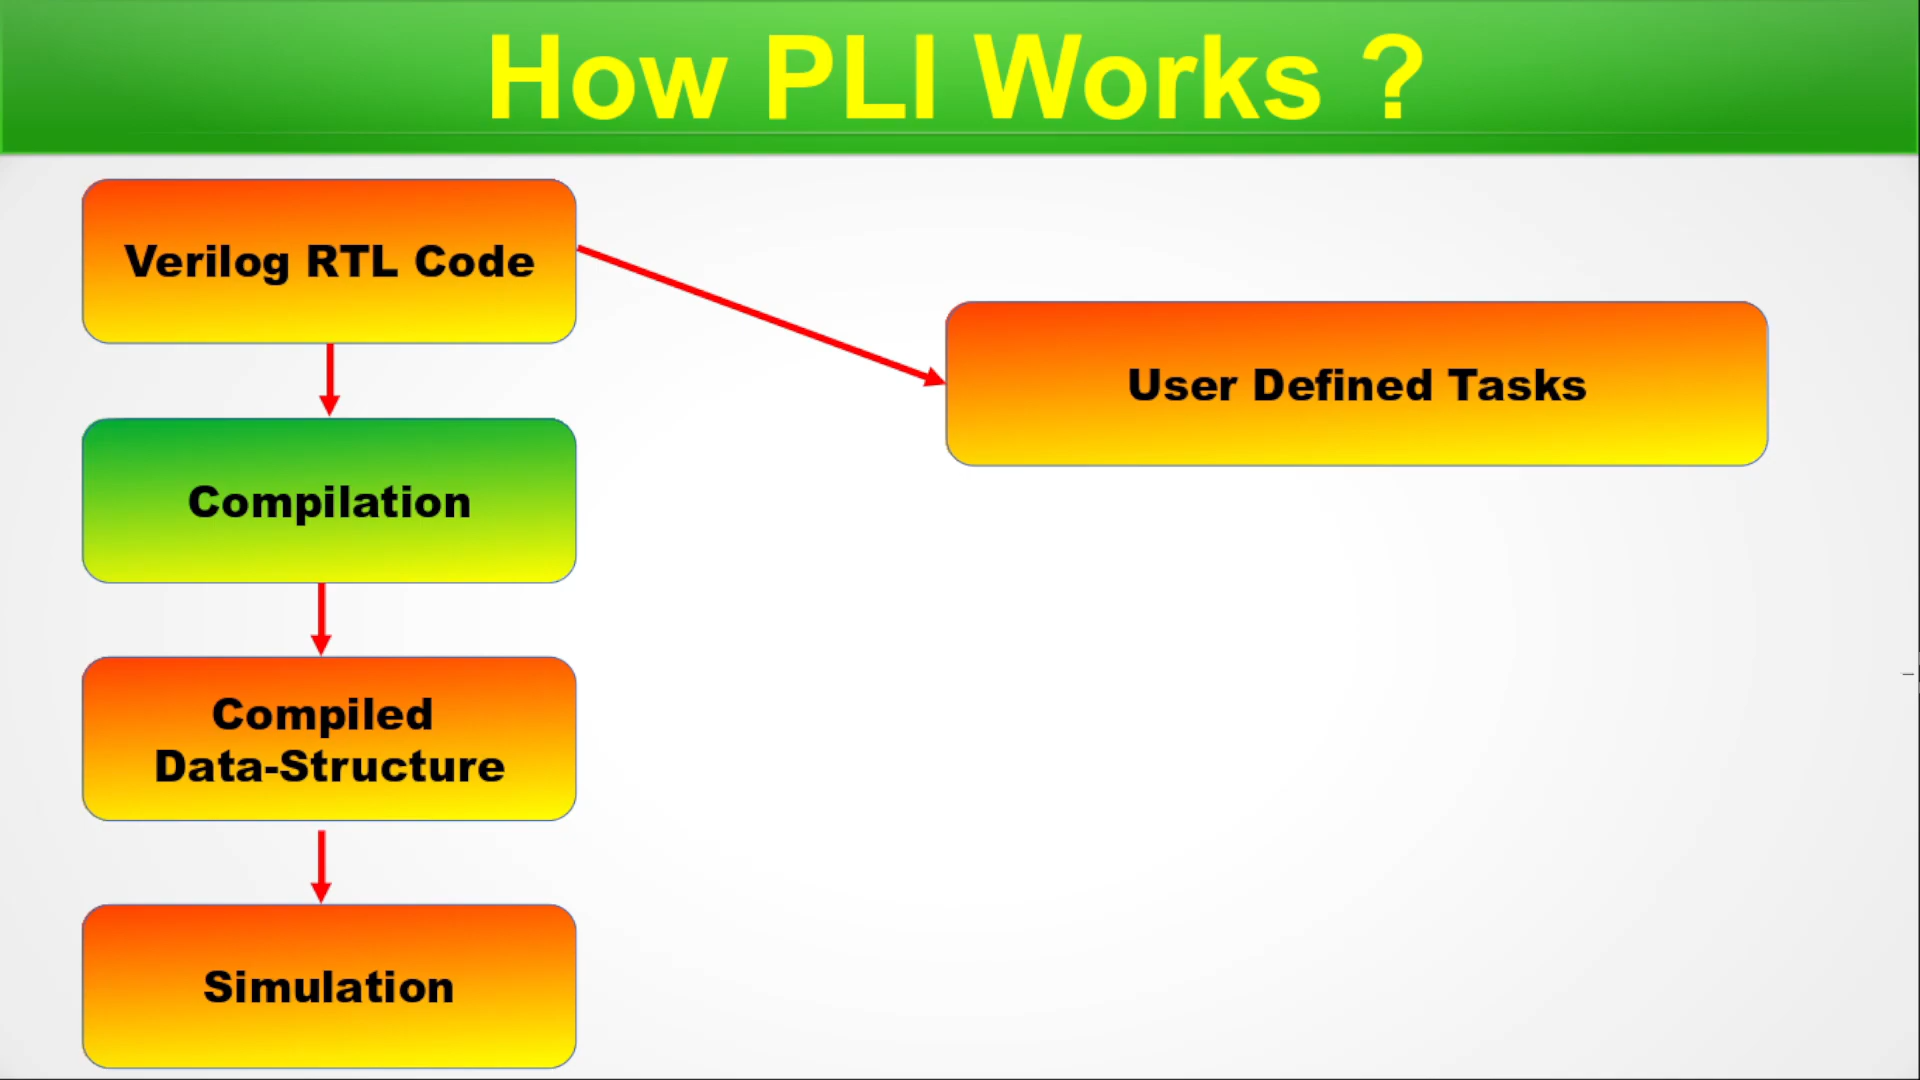 How PLI Works ?
Verilog RTL Code
User Defined Tasks
Compilation
Compiled
Data-Structure
Simulation